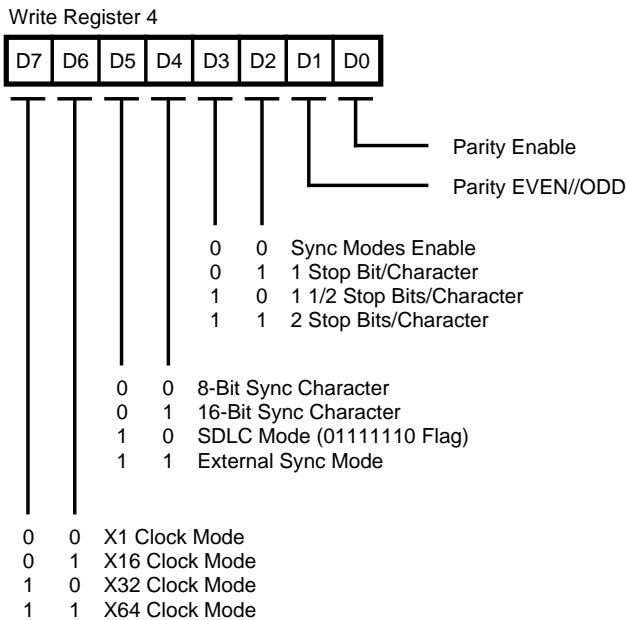 Write Register 4
D7 D6 D5 D4 D3 D2 D1 D0
Parity Enable
Parity EVEN//ODD
0 0 Sync Modes Enable
0 1 1 Stop Bit/Character
1 0 1 1/2 Stop Bits/Character
1 1 2 Stop Bits/Character
0 0 8-Bit Sync Character
0 1 16-Bit Sync Character
1 0 SDLC Mode (01111110 Flag)
1 1 External Sync Mode
0 0 X1 Clock Mode
0 1 X16 Clock Mode
1 0 X32 Clock Mode
1 1 X64 Clock Mode